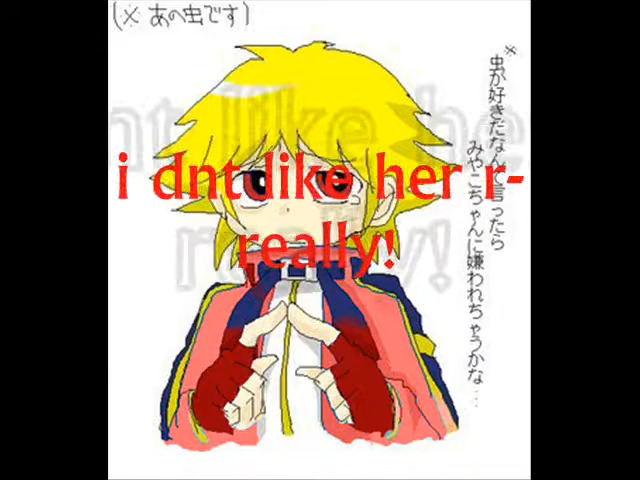 (※ あの虫です)
※
虫が好きだなんて言ったら
みやこちゃんに嫌われちゃうかな…
i dnt like her r-
really!